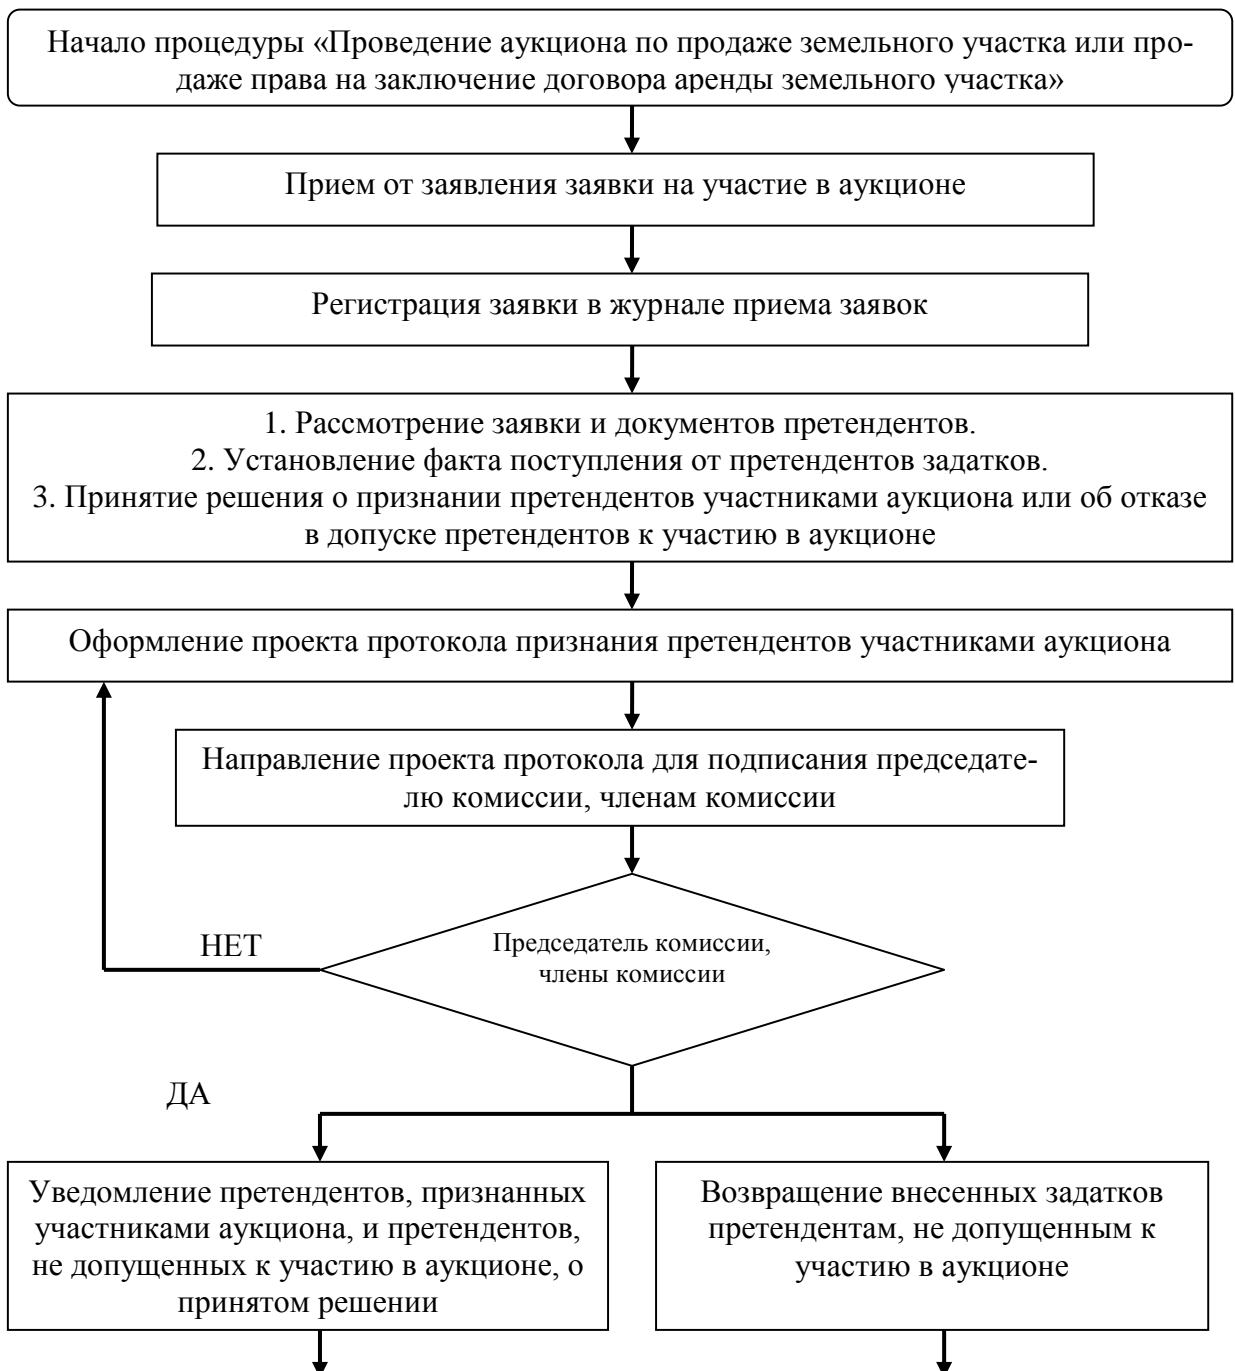 Начало процедуры «Проведение аукциона по продаже земельного участка или про-
даже права на заключение договора аренды земельного участка»
Прием от заявления заявки на участие в аукционе
Регистрация заявки в журнале приема заявок
1. Рассмотрение заявки и документов претендентов.
2. Установление факта поступления от претендентов задатков.
3. Принятие решения о признании претендентов участниками аукциона или об отказе
в допуске претендентов к участию в аукционе
Оформление проекта протокола признания претендентов участниками аукциона
Направление проекта протокола для подписания председате-
лю комиссии, членам комиссии
НЕТ
Председатель комиссии,
члены комиссии
ДА
Уведомление претендентов, признанных
участниками аукциона, и претендентов,
не допущенных к участию в аукционе, о
принятом решении
Возвращение внесенных задатков
претендентам, не допущенным к
участию в аукционе